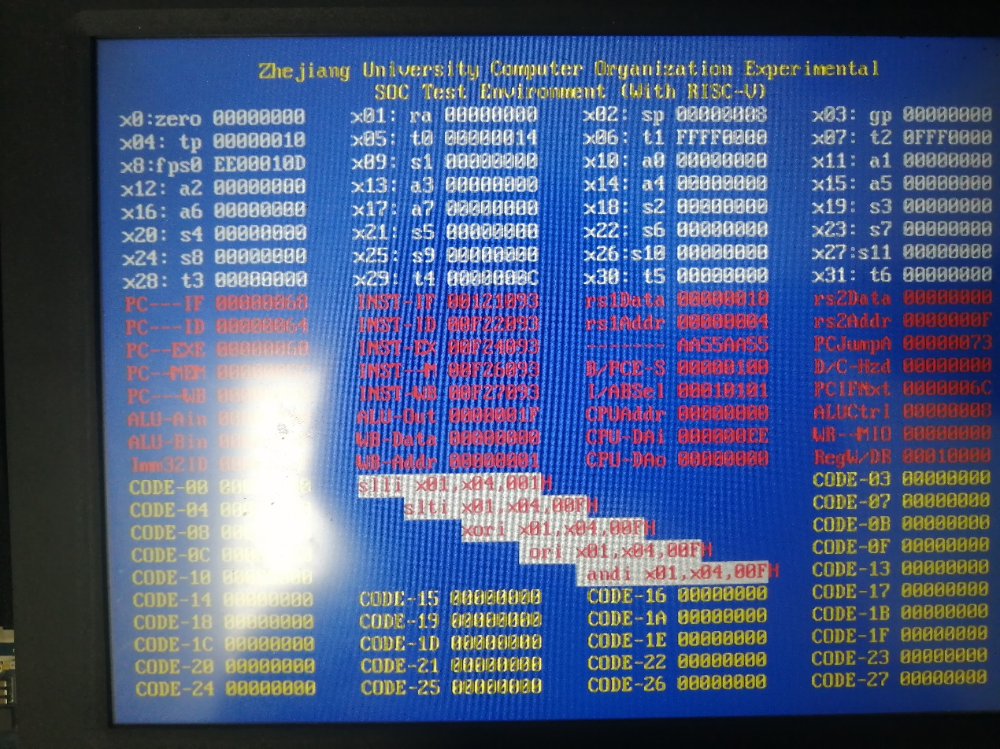 Zhejiang University Computer Organization Experimental
SOC Test Environment (With RISC-V)
x0:zero 00000000 x01: ra 00000000 x02: sp 00000008 x03: gp 00000000
x04: tp 00000010 x05: t0 00000014 x06: t1 FFFF0000 x07: t2 0FFF0000
x8:fps0 EE00010D x09: s1 00000000 x10: a0 00000000 x11: a1 00000000
x12: a2 00000000 x13: a3 00000000 x14: a4 00000000 x15: a5 00000000
x16: a6 00000000 x17: a7 00000000 x18: s2 00000000 x19: s3 00000000
x20: s4 00000000 x21: s5 00000000 x22: s6 00000000 x23: s7 00000000
x24: s8 00000000 x25: s9 00000000 x26:s10 00000000 x27:s11 00000000
x28: t3 00000000 x29: t4 0000000C x30: t5 00000000 x31: t6 00000000
PC---IF 00000068 INST-IF 00121093 rs1Data 00000010 rs2Data 00000000
PC---ID 00000064 INST-ID 00F22093 rs1Addr 00000004 rs2Addr 0000000F
PC--EXE 00000060 INST-EX 00F24093 ------- AA55AA55 PCJumpA 00000073
PC--MEM INST--M 00F26093 B/PCE-S 00000100 D/C-Hzd 00000000
PC---WB INST-WB 00F27093 I/ABSel 00010101 PCIFNxt 0000006C
ALU-Ain ALU-Out 0000001F CPUAddr 00000000 ALUCtrl 00000008
ALU-Bin WB-Data 00000000 CPU-DAi 000000EE WR--MIO 00000000
Imm32ID WB-Addr 00000001 CPU-DAo 00000000 RegW/DR 00010000
CODE-00 slli x01,x04,001H CODE-03 00000000
CODE-04 slti x01,x04,00FH CODE-07 00000000
CODE-08 xori x01,x04,00FH CODE-0B 00000000
CODE-0C ori x01,x04,00FH CODE-0F 00000000
CODE-10 andi x01,x04,00FH CODE-13 00000000
CODE-14 00000000 CODE-15 00000000 CODE-16 00000000 CODE-17 00000000
CODE-18 00000000 CODE-19 00000000 CODE-1A 00000000 CODE-1B 00000000
CODE-1C 00000000 CODE-1D 00000000 CODE-1E 00000000 CODE-1F 00000000
CODE-20 00000000 CODE-21 00000000 CODE-22 00000000 CODE-23 00000000
CODE-24 00000000 CODE-25 00000000 CODE-26 00000000 CODE-27 00000000